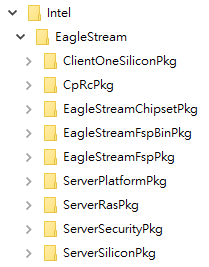 Intel
EagleStream
ClientOneSiliconPkg
CpRcPkg
EagleStreamChipsetPkg
EagleStreamFspBinPkg
EagleStreamFspPkg
ServerPlatformPkg
ServerRasPkg
ServerSecurityPkg
ServerSiliconPkg